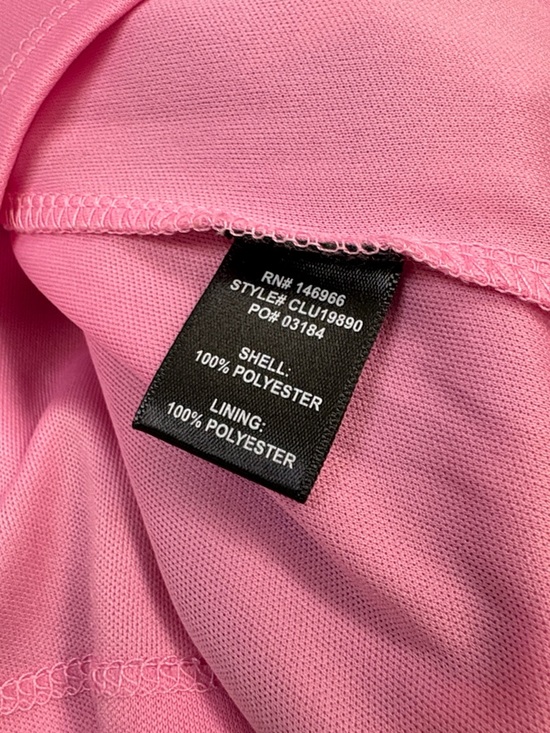 RN# 146966
STYLE# CLU19890
PO# 03184
SHELL:
100% POLYESTER
LINING:
100% POLYESTER